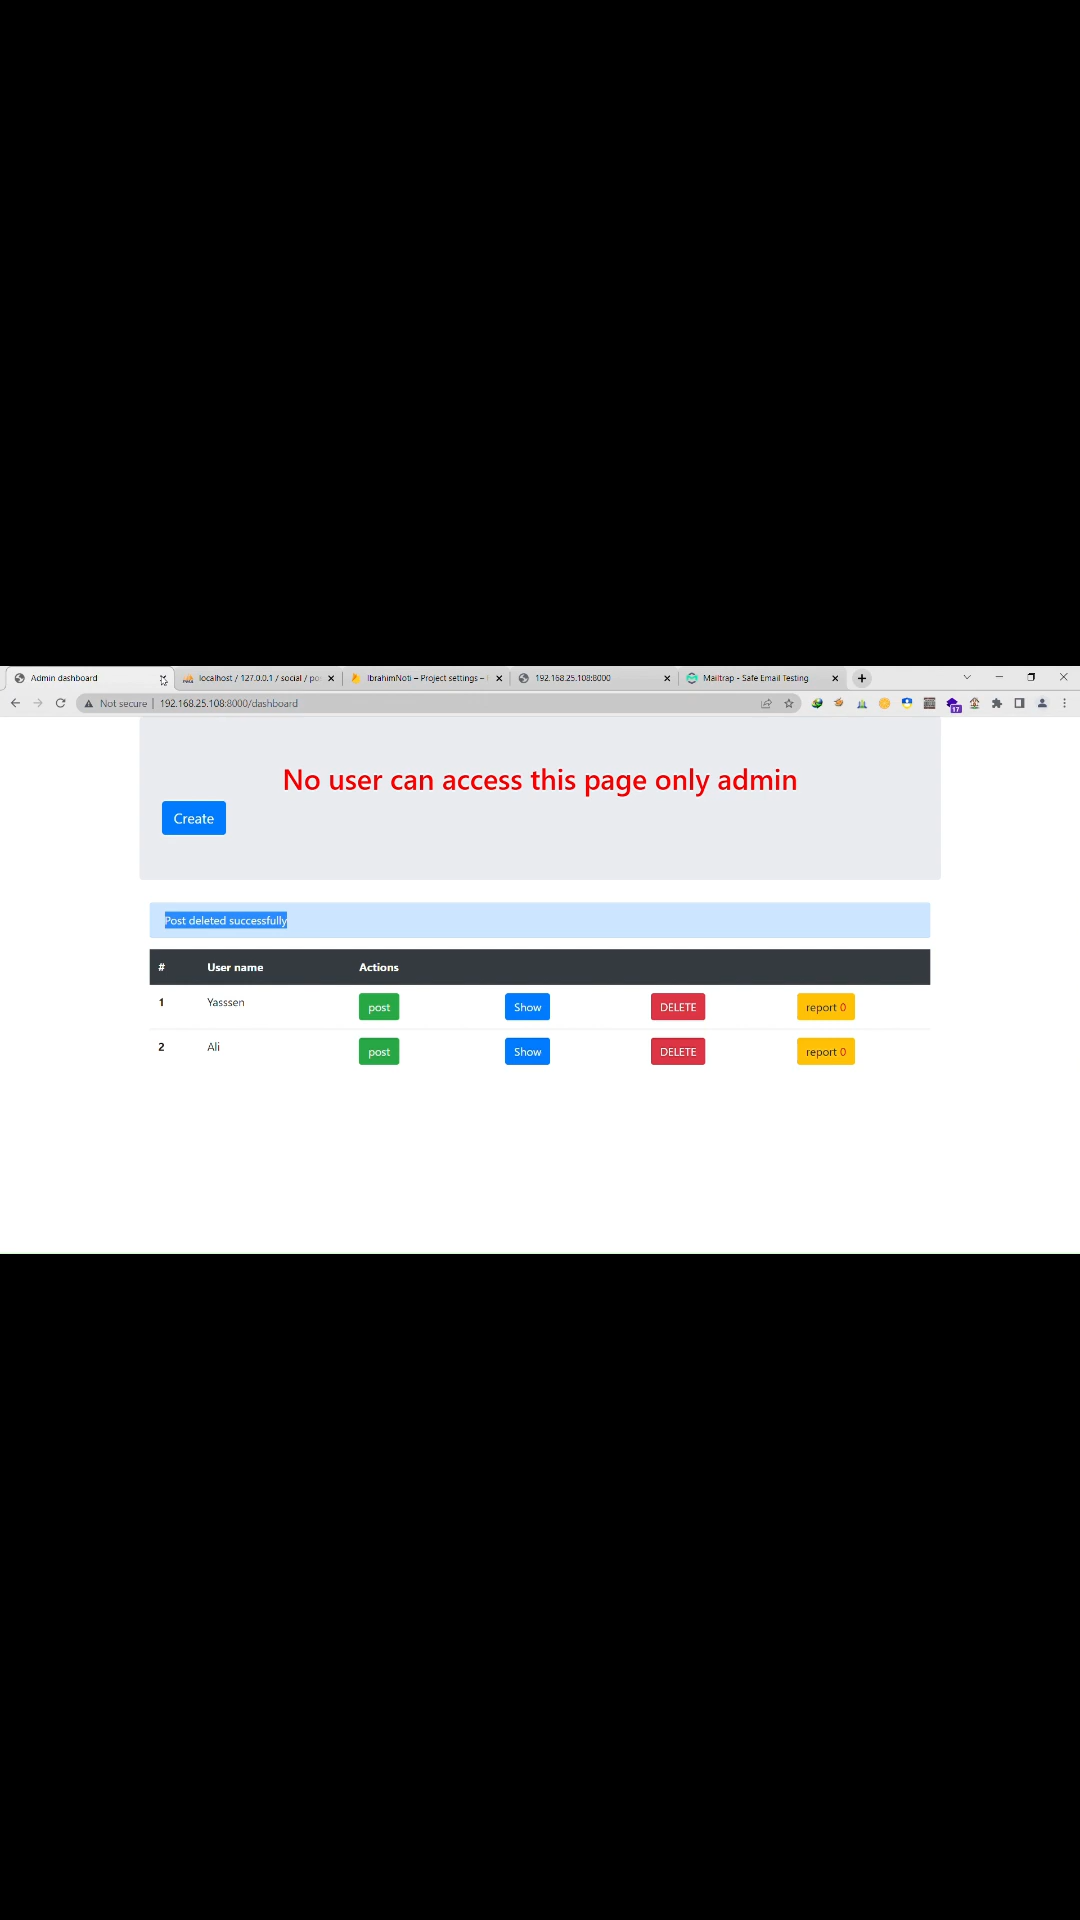 Admin dashboard
localhost / 127.0.0.1 / social / po
IbrahimNoti – Project settings –
192.168.25.108:8000
Mailtrap - Safe Email Testing
Not secure | 192.168.25.108:8000/dashboard
17
No user can access this page only admin
Create
Post deleted successfully
# User name Actions
1 Yasssen post Show DELETE report 0
2 Ali post Show DELETE report 0